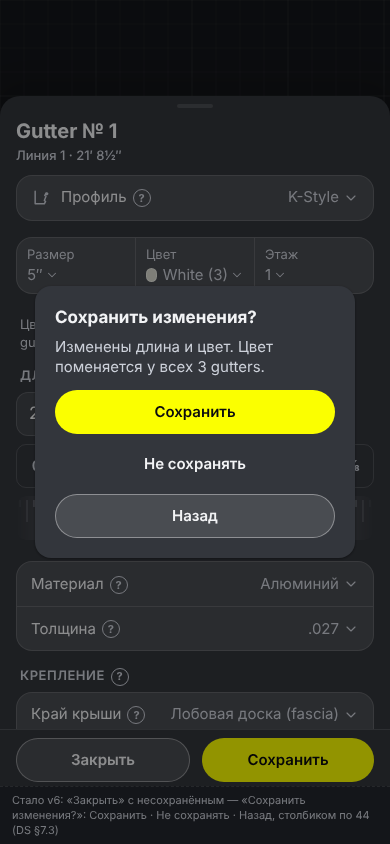 Gutter № 1
Линия 1 · 21′ 8½″
Профиль ?
K-Style
Размер
Цвет
Этаж
5″
White (3)
1
Сохранить изменения?
Изменены длина и цвет. Цвет
поменяется у всех 3 gutters.
Сохранить
Не сохранять
Назад
Материал ?
Алюминий
Толщина ?
.027
КРЕПЛЕНИЕ ?
Край крыши ?
Лобовая доска (fascia)
Закрыть
Сохранить
Стало v6: «Закрыть» с несохранённым — «Сохранить
изменения?»: Сохранить · Не сохранять · Назад, столбиком по 44
(DS §7.3)